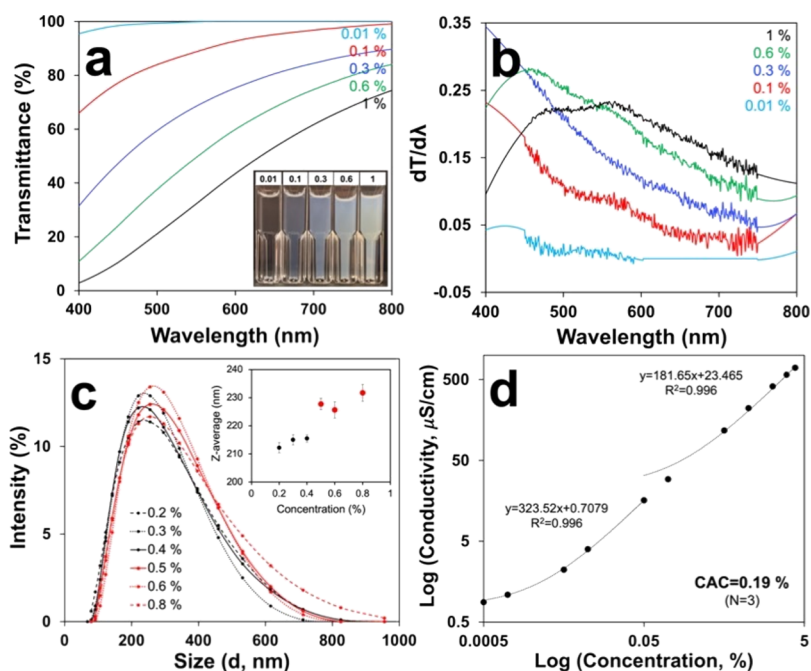 a
100
80
60
40
20
0
Transmittance (%)
0.01 %
0.1 %
0.3 %
0.6 %
1 %
0.01 0.1 0.3 0.6 1
400 500 600 700 800
Wavelength (nm)
b
0.35
0.25
0.15
0.05
-0.05
dT/dλ
1 %
0.6 %
0.3 %
0.1 %
0.01 %
400 500 600 700 800
Wavelength (nm)
c
15
10
5
0
Intensity (%)
0.2 %
0.3 %
0.4 %
0.5 %
0.6 %
0.8 %
240
230
220
210
200
Z-average (nm)
0 0.2 0.4 0.6 0.8 1
Concentration (%)
0 200 400 600 800 1000
Size (d, nm)
d
500
50
5
0.5
Log (Conductivity, µS/cm)
y=181.65x+23.465
R²=0.996
y=323.52x+0.7079
R²=0.996
CAC=0.19 %
(N=3)
0.0005 0.05 5
Log (Concentration, %)